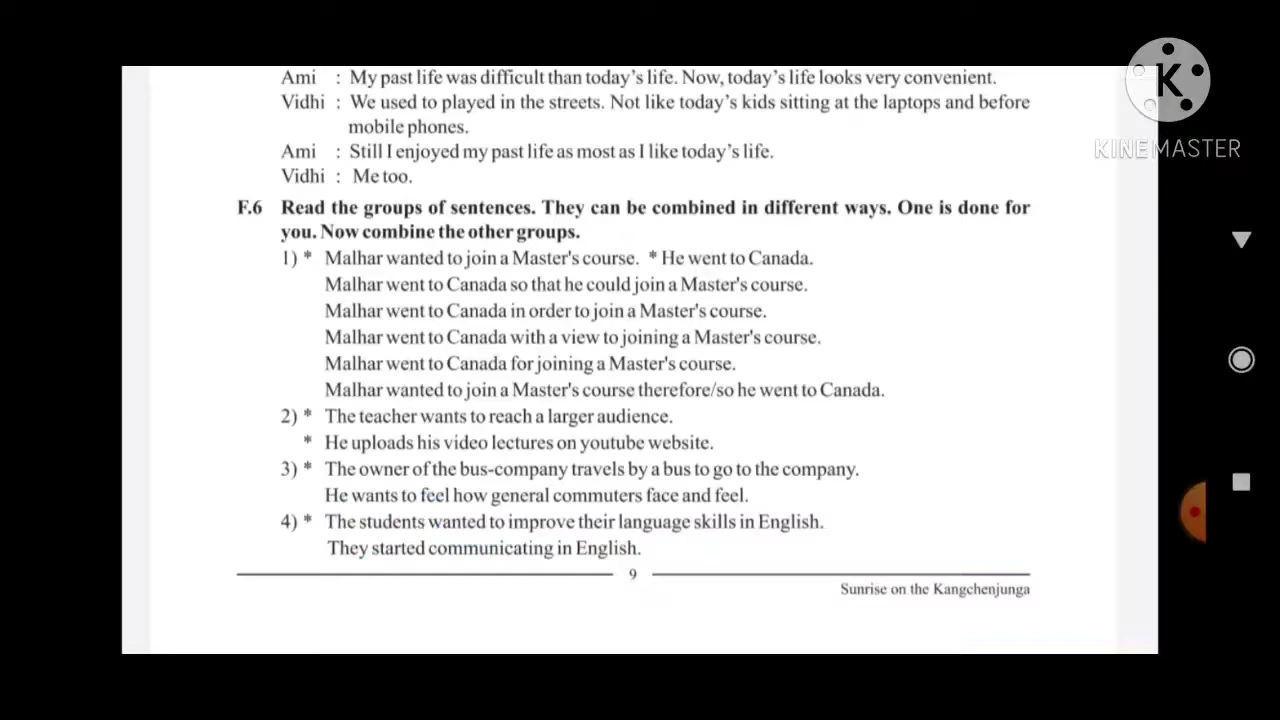 Ami : My past life was difficult than today's life. Now, today's life looks very convenient.
Vidhi : We used to played in the streets. Not like today's kids sitting at the laptops and before
mobile phones.
Ami : Still I enjoyed my past life as most as I like today's life.
Vidhi : Me too.
F.6 Read the groups of sentences. They can be combined in different ways. One is done for
you. Now combine the other groups.
1) * Malhar wanted to join a Master's course. * He went to Canada.
Malhar went to Canada so that he could join a Master's course.
Malhar went to Canada in order to join a Master's course.
Malhar went to Canada with a view to joining a Master's course.
Malhar went to Canada for joining a Master's course.
Malhar wanted to join a Master's course therefore/so he went to Canada.
2) * The teacher wants to reach a larger audience.
* He uploads his video lectures on youtube website.
3) * The owner of the bus-company travels by a bus to go to the company.
He wants to feel how general commuters face and feel.
4) * The students wanted to improve their language skills in English.
They started communicating in English.
9
Sunrise on the Kangchenjunga
K
KINEMASTER